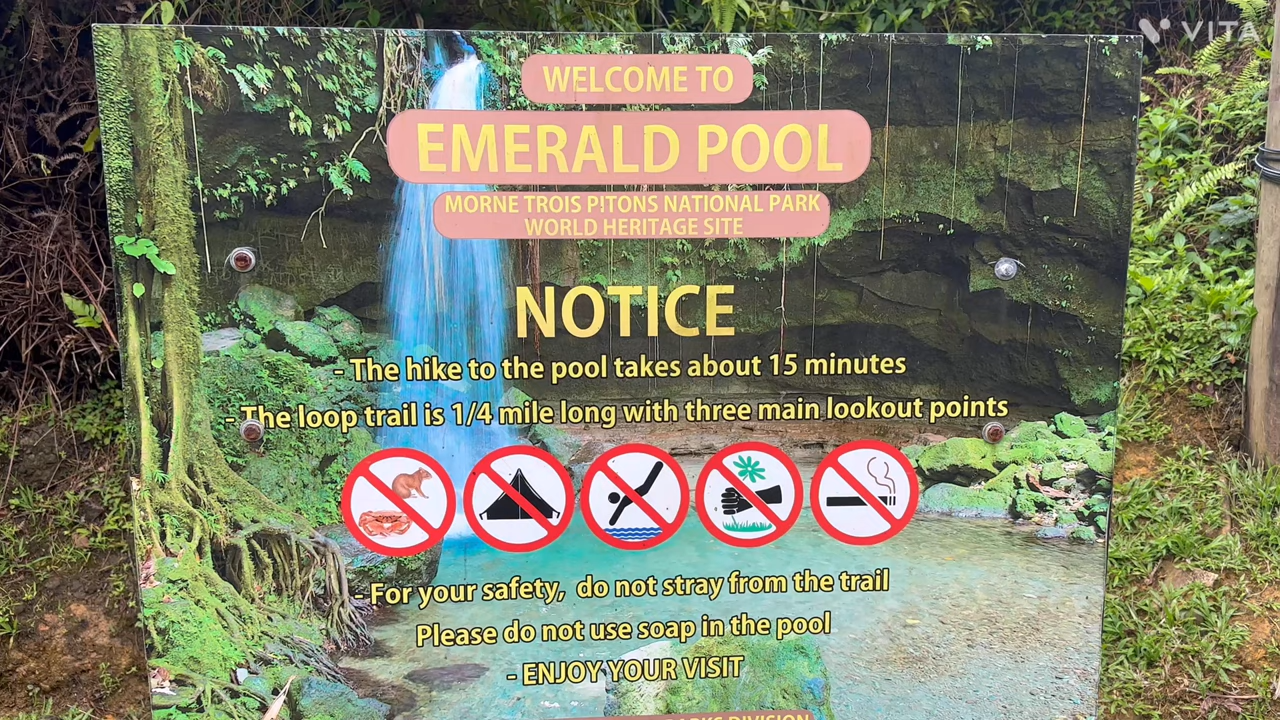 VITA
WELCOME TO
EMERALD POOL
MORNE TROIS PITONS NATIONAL PARK
WORLD HERITAGE SITE
NOTICE
- The hike to the pool takes about 15 minutes
- The loop trail is 1/4 mile long with three main lookout points
- For your safety, do not stray from the trail
Please do not use soap in the pool
- ENJOY YOUR VISIT
PARKS DIVISION